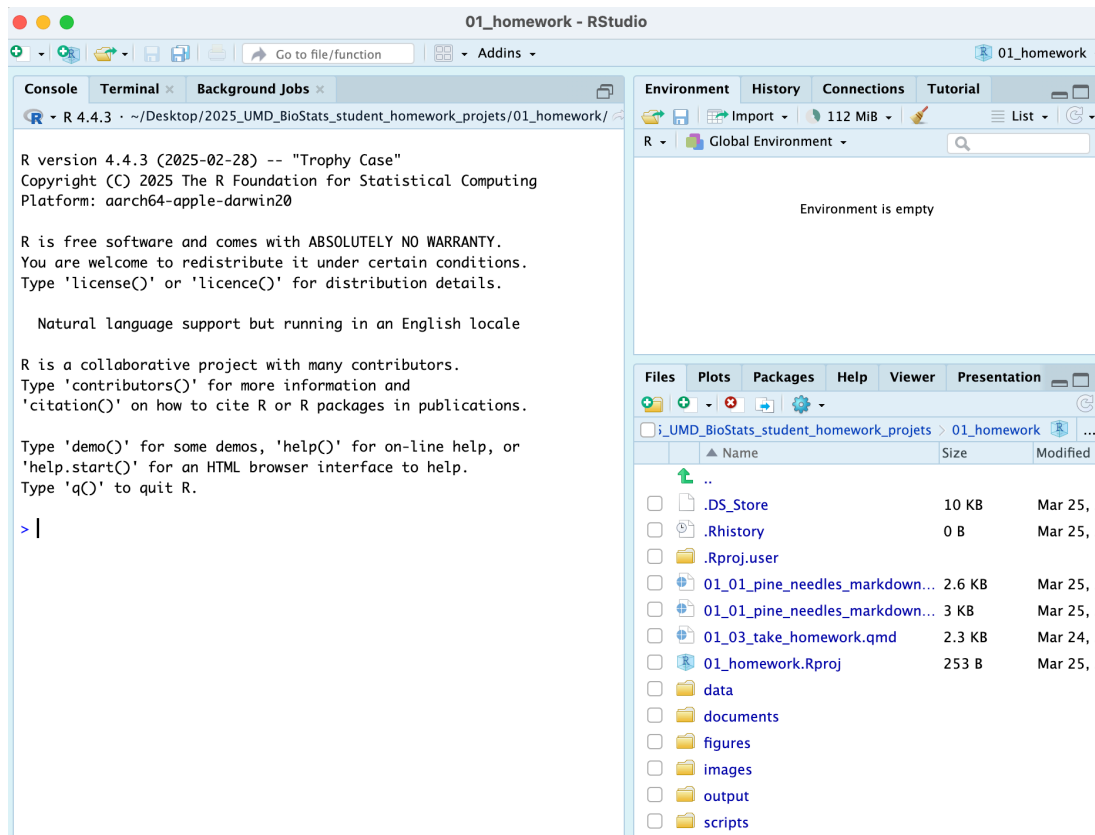 01_homework - RStudio
Go to file/function
Addins
01_homework
Console Terminal Background Jobs
R 4.4.3 · ~/Desktop/2025_UMD_BioStats_student_homework_projets/01_homework/
R version 4.4.3 (2025-02-28) -- "Trophy Case"
Copyright (C) 2025 The R Foundation for Statistical Computing
Platform: aarch64-apple-darwin20
R is free software and comes with ABSOLUTELY NO WARRANTY.
You are welcome to redistribute it under certain conditions.
Type 'license()' or 'licence()' for distribution details.
Natural language support but running in an English locale
R is a collaborative project with many contributors.
Type 'contributors()' for more information and
'citation()' on how to cite R or R packages in publications.
Type 'demo()' for some demos, 'help()' for on-line help, or
'help.start()' for an HTML browser interface to help.
Type 'q()' to quit R.
>
Environment History Connections Tutorial
Import 112 MiB List
R Global Environment
Environment is empty
Files Plots Packages Help Viewer Presentation
_UMD_BioStats_student_homework_projets > 01_homework R ...
Name Size Modified
..
.DS_Store 10 KB Mar 25,
.Rhistory 0 B Mar 25,
.Rproj.user
01_01_pine_needles_markdown... 2.6 KB Mar 25,
01_01_pine_needles_markdown... 3 KB Mar 25,
01_03_take_homework.qmd 2.3 KB Mar 24,
01_homework.Rproj 253 B Mar 25,
data
documents
figures
images
output
scripts